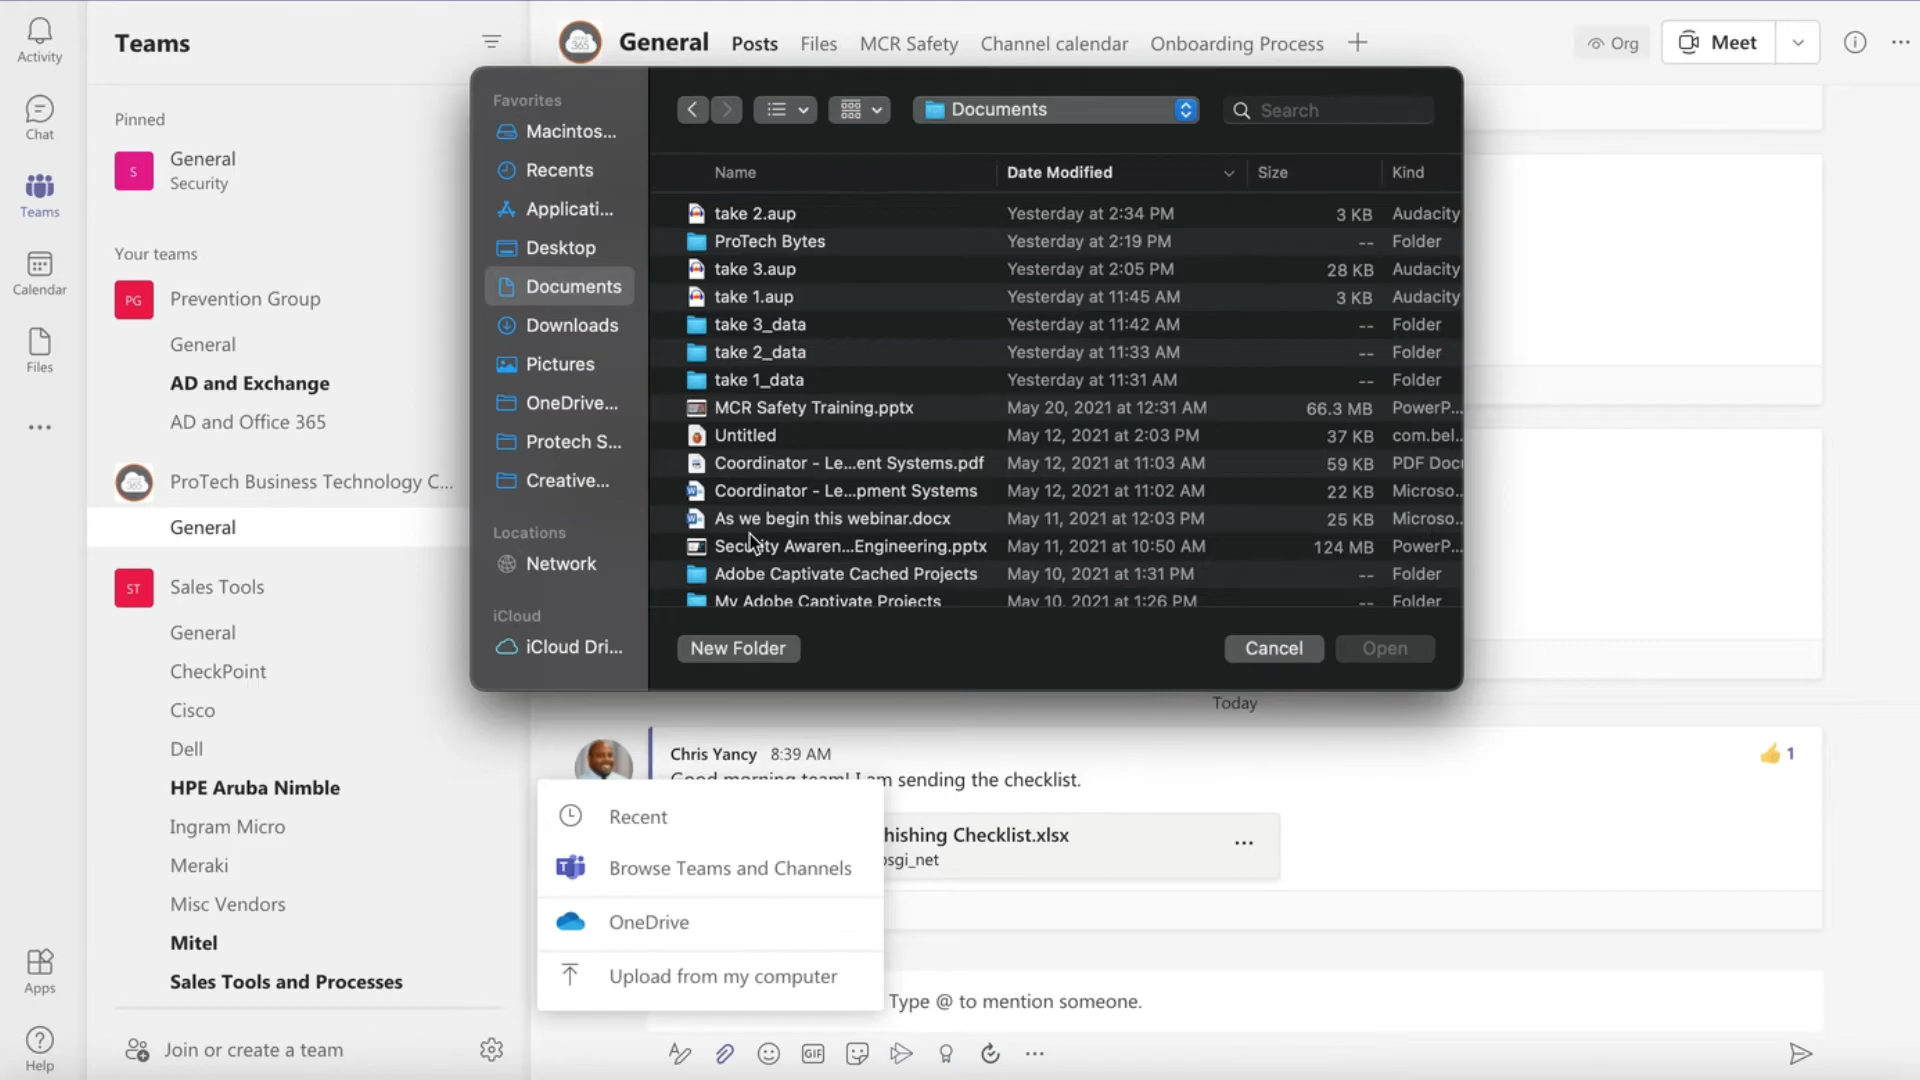 Activity
Chat
Teams
Calendar
Files
Apps
Help
Teams
Pinned
S
General
Security
Your teams
PG
Prevention Group
General
AD and Exchange
AD and Office 365
365
ProTech Business Technology C...
General
ST
Sales Tools
General
CheckPoint
Cisco
Dell
HPE Aruba Nimble
Ingram Micro
Meraki
Misc Vendors
Mitel
Sales Tools and Processes
Join or create a team
365
General
Posts
Files
MCR Safety
Channel calendar
Onboarding Process
Org
Meet
Favorites
Macintos...
Recents
Applicati...
Desktop
Documents
Downloads
Pictures
OneDrive...
Protech S...
Creative...
Locations
Network
iCloud
iCloud Dri...
Documents
Search
Name Date Modified Size Kind
take 2.aup Yesterday at 2:34 PM 3 KB Audacity
ProTech Bytes Yesterday at 2:19 PM -- Folder
take 3.aup Yesterday at 2:05 PM 28 KB Audacity
take 1.aup Yesterday at 11:45 AM 3 KB Audacity
take 3_data Yesterday at 11:42 AM -- Folder
take 2_data Yesterday at 11:33 AM -- Folder
take 1_data Yesterday at 11:31 AM -- Folder
MCR Safety Training.pptx May 20, 2021 at 12:31 AM 66.3 MB PowerP...
Untitled May 12, 2021 at 2:03 PM 37 KB com.bel...
Coordinator - Le...ent Systems.pdf May 12, 2021 at 11:03 AM 59 KB PDF Doc
Coordinator - Le...pment Systems May 12, 2021 at 11:02 AM 22 KB Microso...
As we begin this webinar.docx May 11, 2021 at 12:03 PM 25 KB Microso...
Security Awaren...Engineering.pptx May 11, 2021 at 10:50 AM 124 MB PowerP...
Adobe Captivate Cached Projects May 10, 2021 at 1:31 PM -- Folder
My Adobe Captivate Projects May 10, 2021 at 1:26 PM -- Folder
New Folder
Cancel
Open
Today
Chris Yancy 8:39 AM
Good morning team! I am sending the checklist.
1
hishing Checklist.xlsx
osgi_net
Recent
Browse Teams and Channels
OneDrive
Upload from my computer
Type @ to mention someone.
GIF